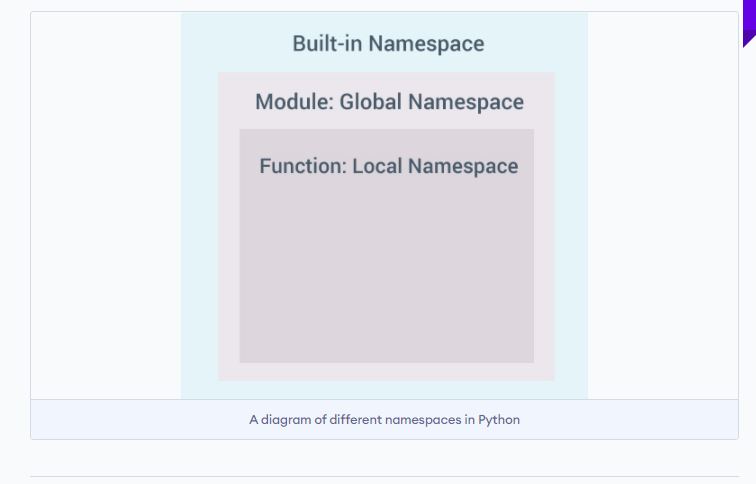 Built-in Namespace
Module: Global Namespace
Function: Local Namespace
A diagram of different namespaces in Python